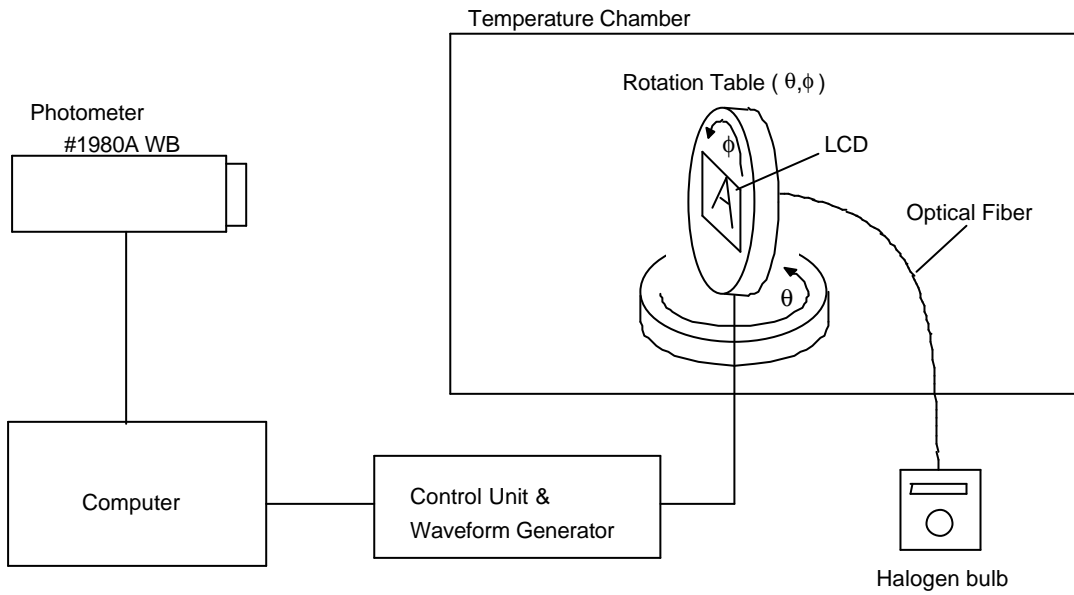 Temperature Chamber
Rotation Table ( θ,φ )
Photometer
#1980A WB
φ
LCD
A
Optical Fiber
θ
Computer
Control Unit &
Waveform Generator
Halogen bulb